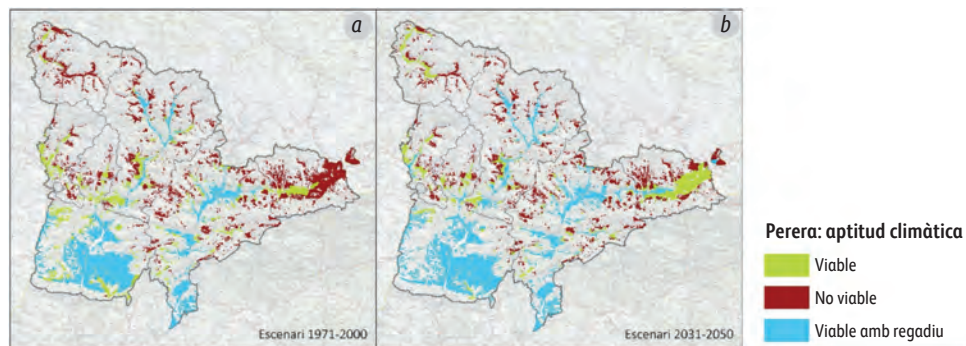 a
b
Escenari 1971-2000
Escenari 2031-2050
Perera: aptitud climàtica
Viable
No viable
Viable amb regadiu